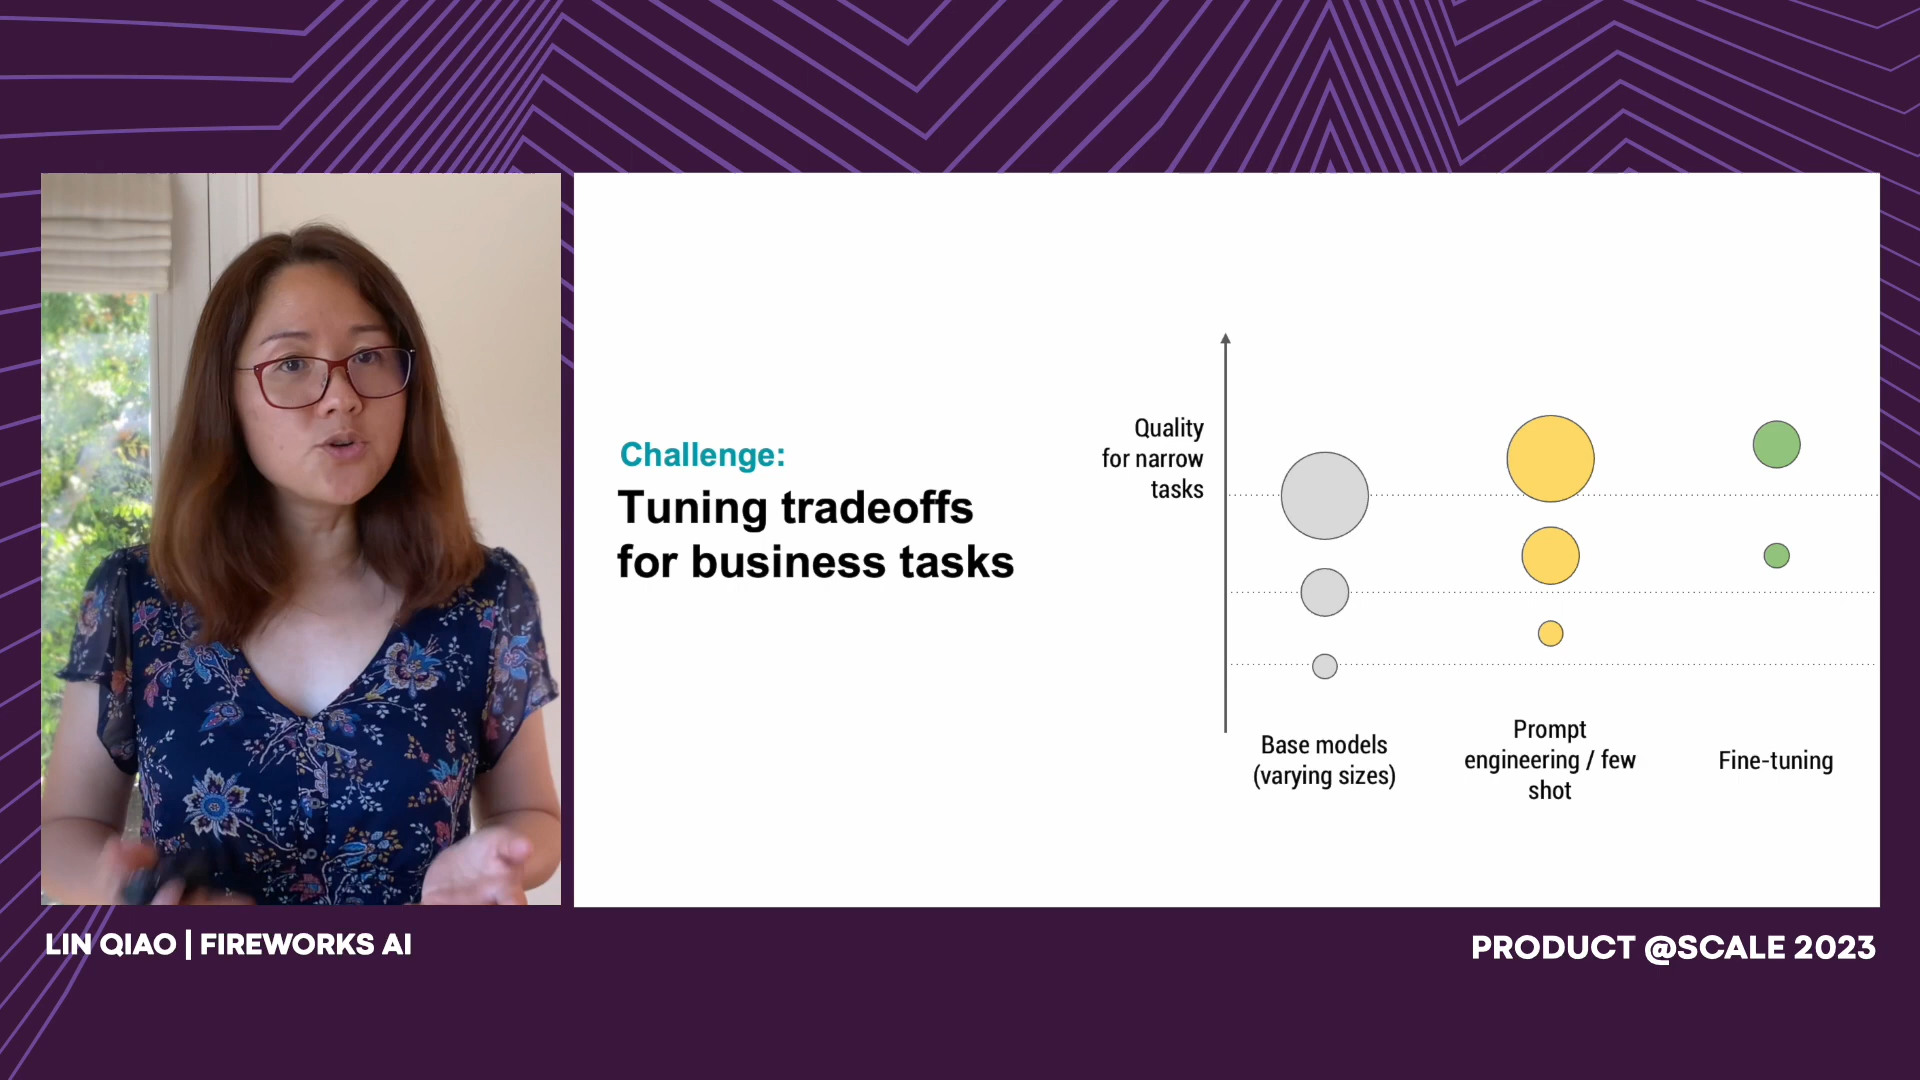 Challenge:
Tuning tradeoffs
for business tasks
Quality
for narrow
tasks
Base models
(varying sizes)
Prompt
engineering / few
shot
Fine-tuning
LIN QIAO | FIREWORKS AI
PRODUCT @SCALE 2023